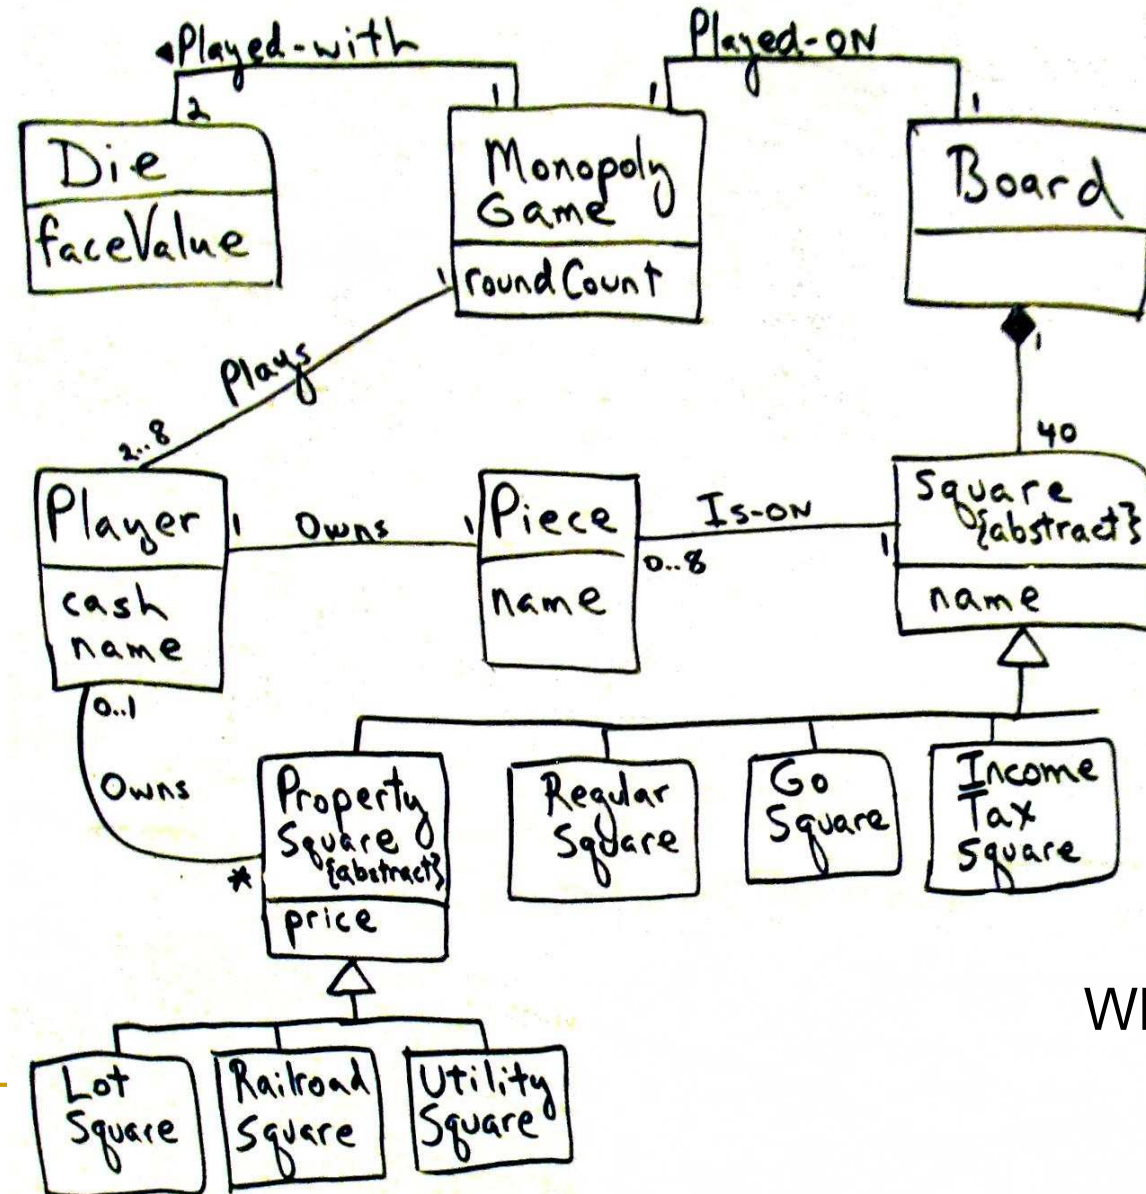 ◄Played-with
Played-on
2
1
1
1
Die
faceValue
Monopoly
Game
roundCount
Board
1
1
Plays
2..8
40
Player
cash
name
1
Owns
1
Piece
name
Is-on
0..8
1
Square
{abstract}
name
0..1
Owns
*
Property
Square
{abstract}
price
Regular
Square
Go
Square
Income
Tax
Square
Lot
Square
Railroad
Square
Utility
Square